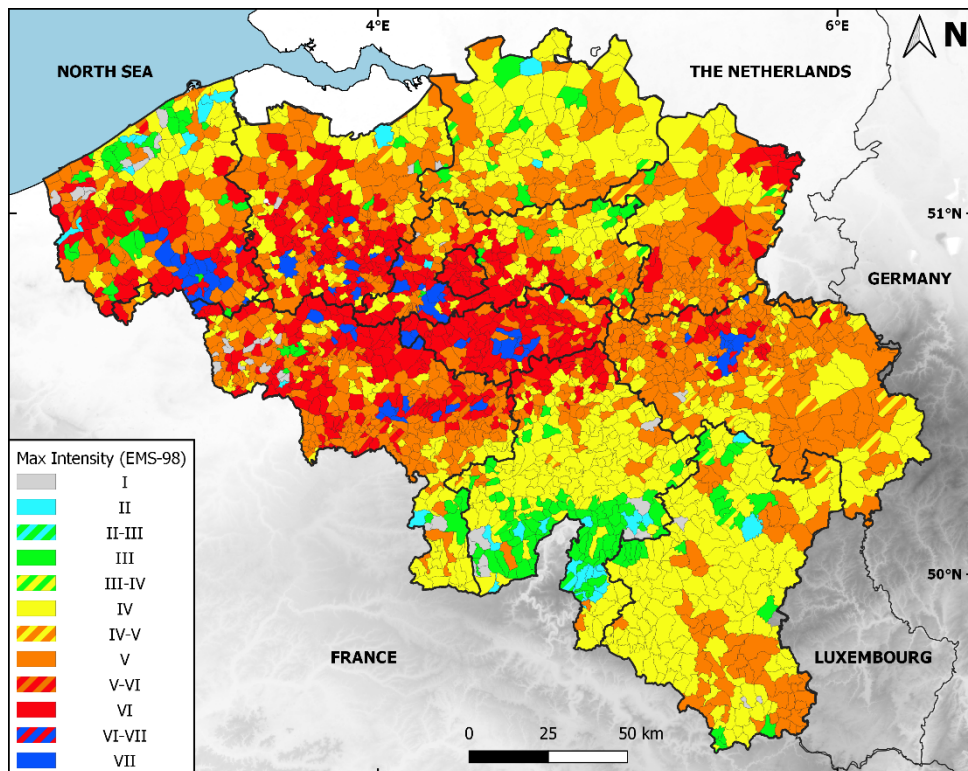 4°E
6°E
N
NORTH SEA
THE NETHERLANDS
51°N
GERMANY
Max Intensity (EMS-98)
I
II
II-III
III
III-IV
IV
IV-V
V
V-VI
VI
VI-VII
VII
50°N
FRANCE
LUXEMBOURG
0 25 50 km